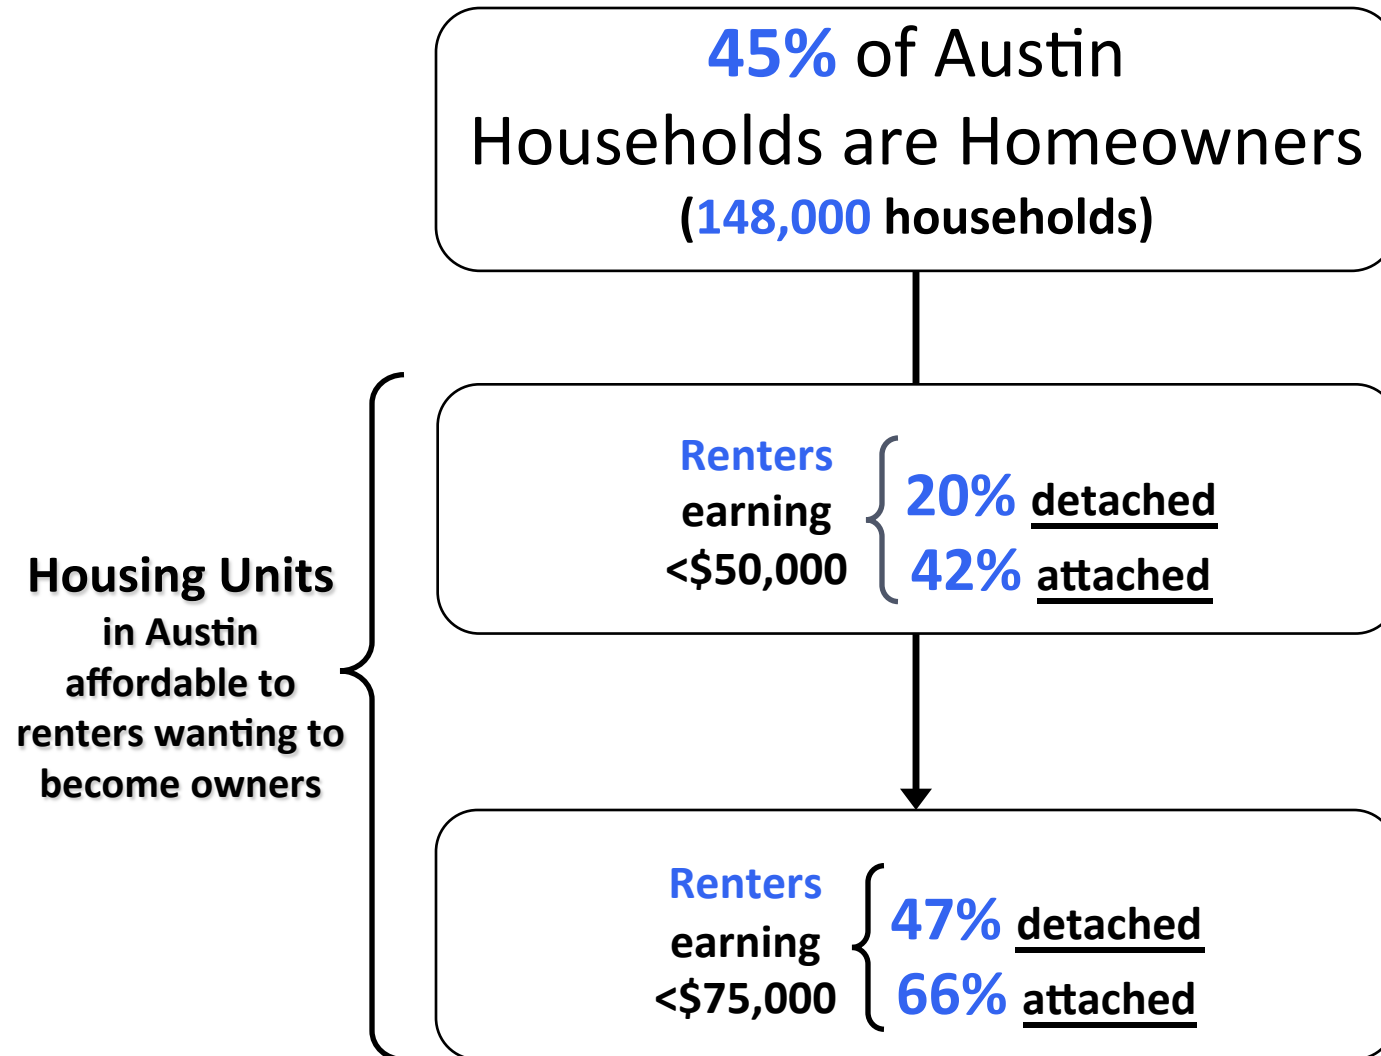 45% of Austin
Households are Homeowners
(148,000 households)
Housing Units
in Austin
affordable to
renters wanting to
become owners
Renters
earning
<$50,000
20% detached
42% attached
Renters
earning
<$75,000
47% detached
66% attached